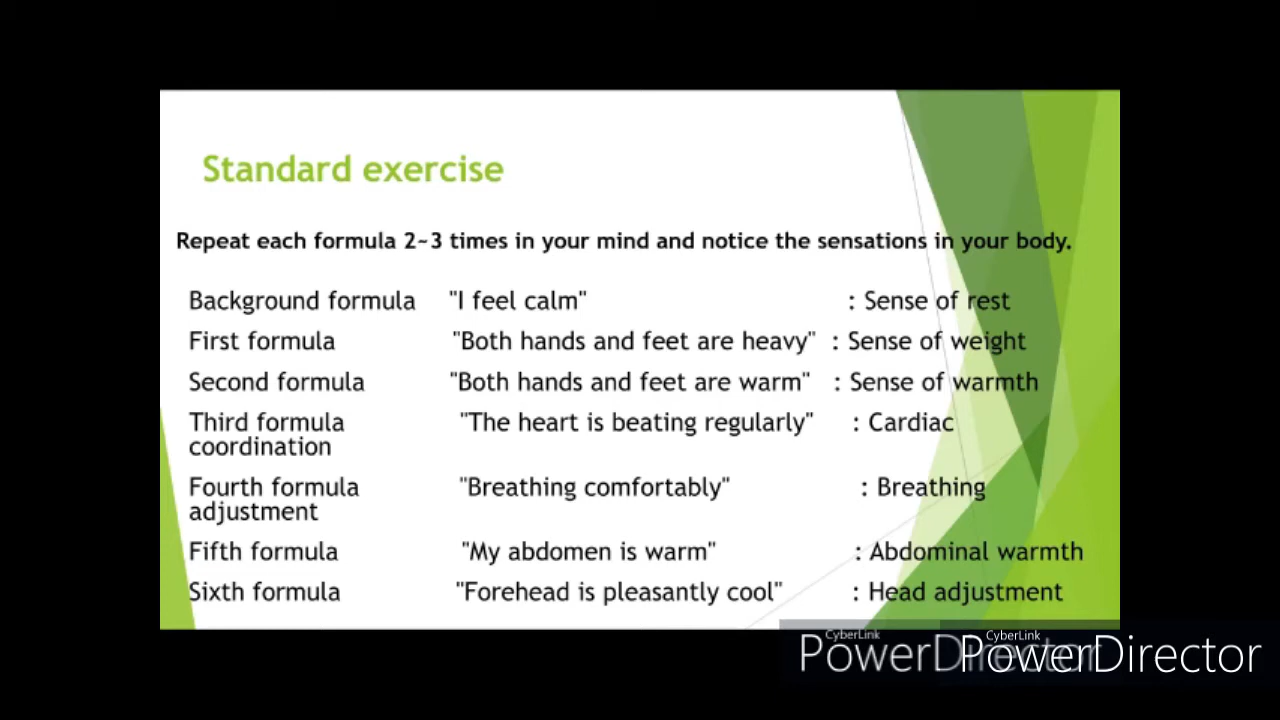 Standard exercise
Repeat each formula 2~3 times in your mind and notice the sensations in your body.
Background formula "I feel calm" : Sense of rest
First formula "Both hands and feet are heavy" : Sense of weight
Second formula "Both hands and feet are warm" : Sense of warmth
Third formula "The heart is beating regularly" : Cardiac
coordination
Fourth formula "Breathing comfortably" : Breathing
adjustment
Fifth formula "My abdomen is warm" : Abdominal warmth
Sixth formula "Forehead is pleasantly cool" : Head adjustment
CyberLink CyberLink
PowerDirector PowerDirector